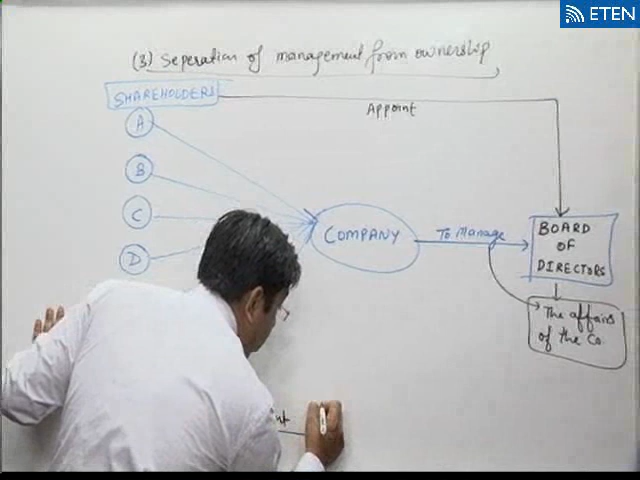 ETEN
(3) Seperation of management from ownership
SHAREHOLDERS
Appoint
A
B
C
D
COMPANY
To Manage
BOARD
OF
DIRECTORS
The affairs
of the Co.